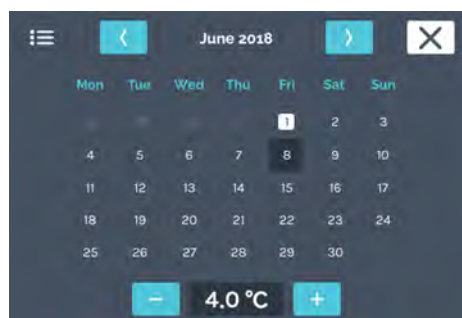 June 2018
Mon Tue Wed Thu Fri Sat Sun
1 2 3
4 5 6 7 8 9 10
11 12 13 14 15 16 17
18 19 20 21 22 23 24
25 26 27 28 29 30
4.0 °C